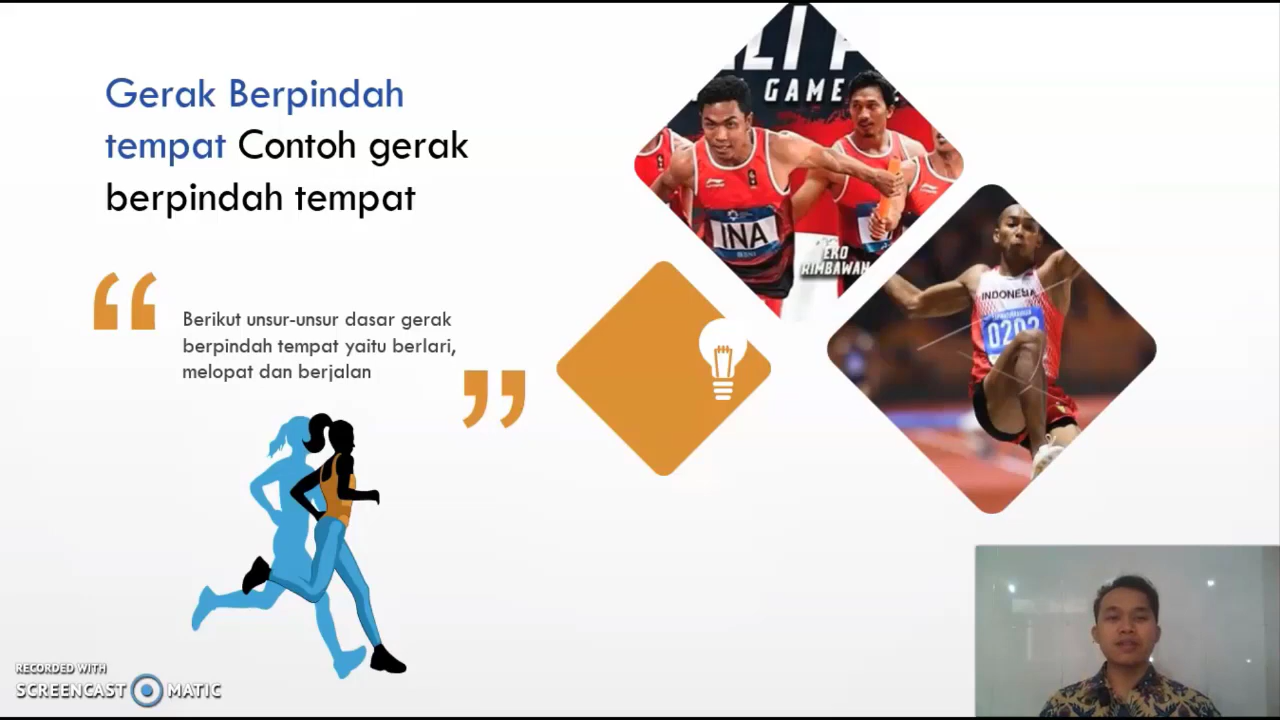 Gerak Berpindah
tempat Contoh gerak
berpindah tempat
“
Berikut unsur-unsur dasar gerak
berpindah tempat yaitu berlari,
melopat dan berjalan
”
GAME
INA
EKO
RIMBAWAN
INDONESIA
0202
RECORDED WITH
SCREENCAST MATIC